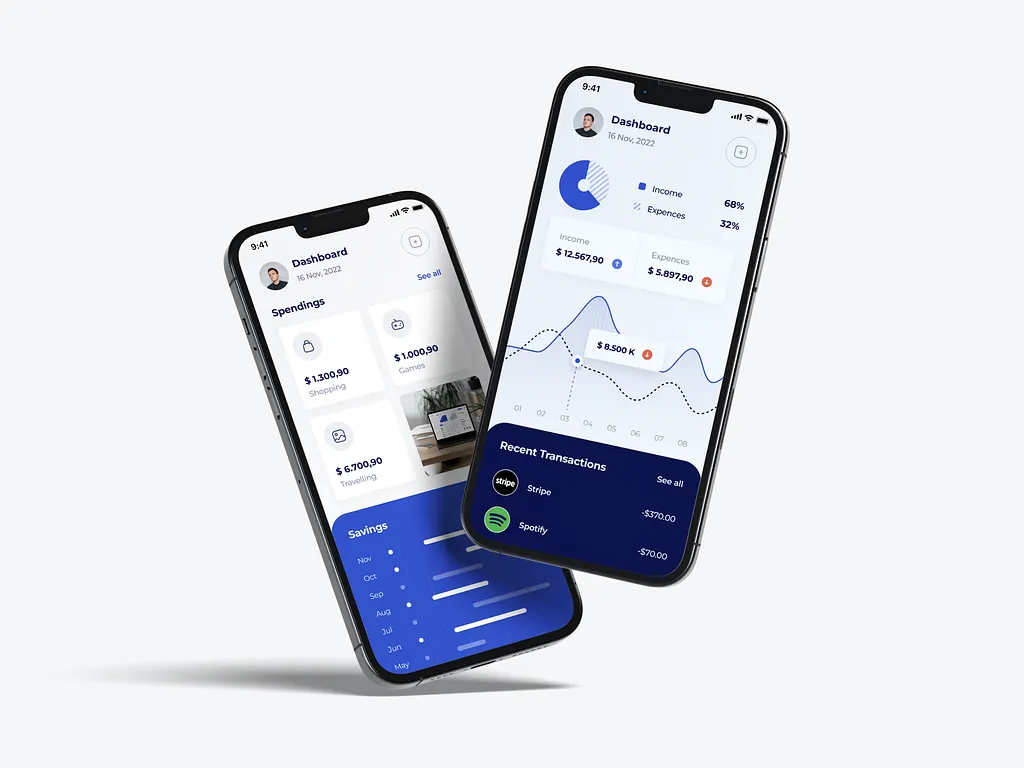 9:41
Dashboard
16 Nov, 2022
See all
Spendings
$ 1.300,90
Shopping
$ 1.000,90
Games
$ 6.700,90
Travelling
Savings
Nov
Oct
Sep
Aug
Jul
Jun
May
9:41
Dashboard
16 Nov, 2022
Income 68%
Expences 32%
Income
$ 12.567,90
Expences
$ 5.897,90
$ 8.500 K
01 02 03 04 05 06 07 08
Recent Transactions
See all
stripe
Stripe
-$370.00
Spotify
-$70.00